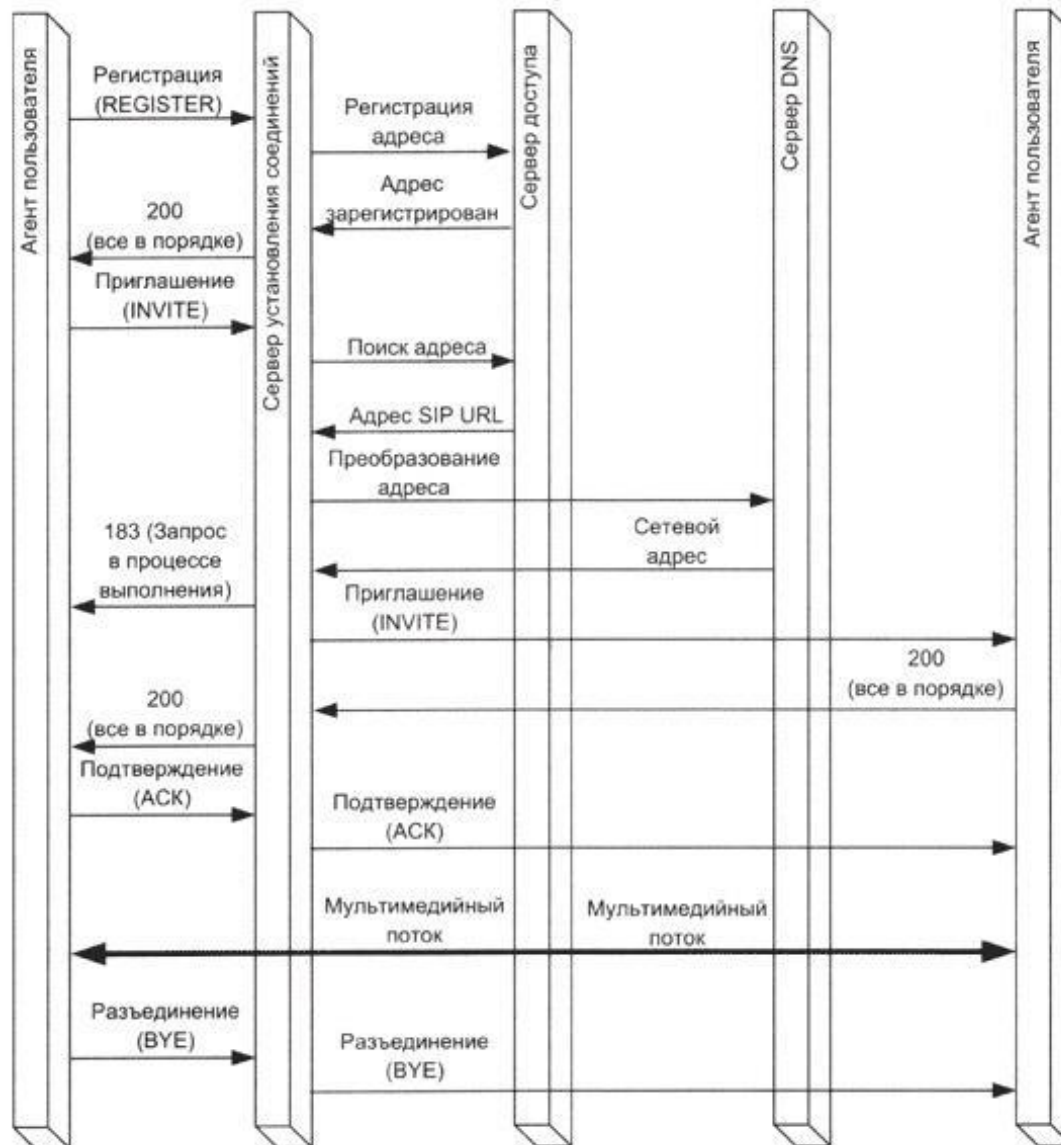 Агент пользователя
Сервер установления соединений
Сервер доступа
Сервер DNS
Агент пользователя
Регистрация
(REGISTER)
Регистрация
адреса
Адрес
зарегистрирован
200
(все в порядке)
Приглашение
(INVITE)
Поиск адреса
Адрес SIP URL
Преобразование
адреса
Сетевой
адрес
183 (Запрос
в процессе
выполнения)
Приглашение
(INVITE)
200
(все в порядке)
200
(все в порядке)
Подтверждение
(ACK)
Подтверждение
(ACK)
Мультимедийный
поток
Мультимедийный
поток
Разъединение
(BYE)
Разъединение
(BYE)